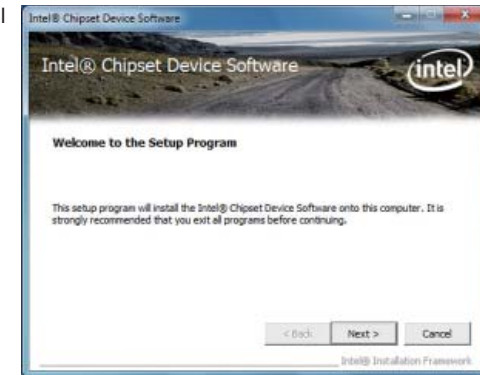 l
Intel® Chipset Device Software
Intel® Chipset Device Software
intel
Welcome to the Setup Program
This setup program will install the Intel® Chipset Device Software onto this computer. It is
strongly recommended that you exit all programs before continuing.
< Back
Next >
Cancel
Intel® Installation Framework